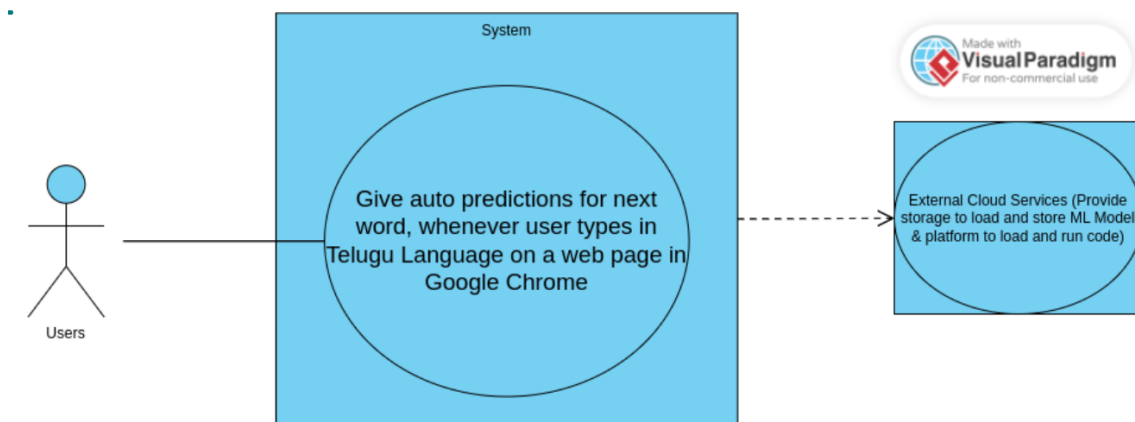 System
Made with
Visual Paradigm
For non-commercial use
Give auto predictions for next
word, whenever user types in
Telugu Language on a web page in
Google Chrome
External Cloud Services (Provide
storage to load and store ML Model
& platform to load and run code)
Users